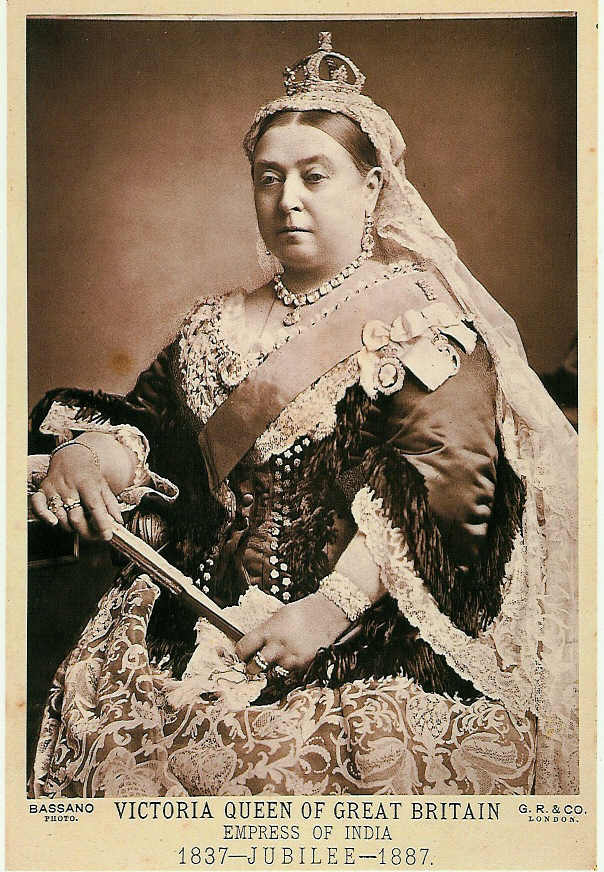 BASSANO
PHOTO.
VICTORIA QUEEN OF GREAT BRITAIN
EMPRESS OF INDIA
1837—JUBILEE—1887.
G. R. & CO.
LONDON.